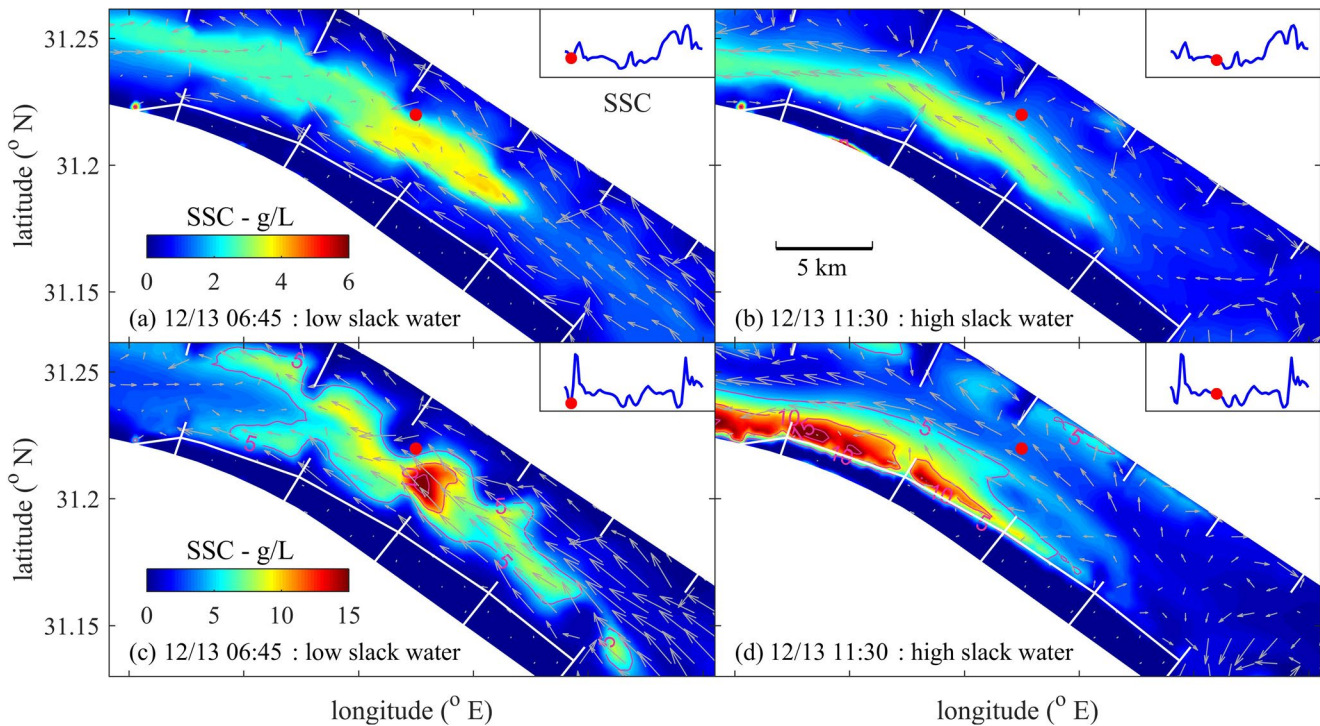 31.25
31.2
31.15
latitude (° N)
SSC
SSC - g/L
0 2 4 6
5 km
(a) 12/13 06:45 : low slack water
(b) 12/13 11:30 : high slack water
31.25
31.2
31.15
latitude (° N)
5
5
5
5
5
10
SSC - g/L
0 5 10 15
5
5
10
15
15
10
5
(c) 12/13 06:45 : low slack water
(d) 12/13 11:30 : high slack water
longitude (° E)
longitude (° E)